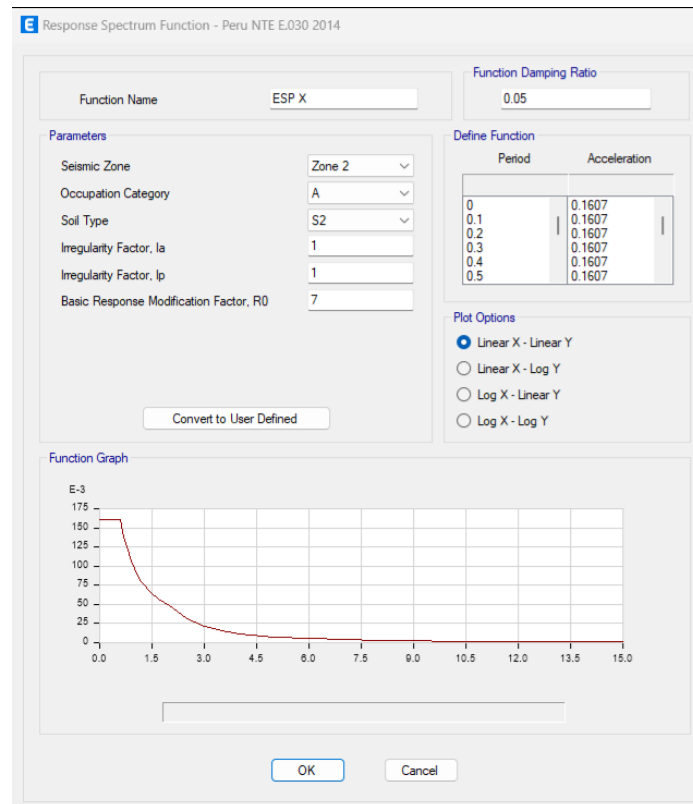 E Response Spectrum Function - Peru NTE E.030 2014
Function Name ESP X
Function Damping Ratio
0.05
Parameters
Seismic Zone Zone 2
Occupation Category A
Soil Type S2
Irregularity Factor, Ia 1
Irregularity Factor, Ip 1
Basic Response Modification Factor, R0 7
Convert to User Defined
Define Function
Period Acceleration
0 0.1607
0.1 0.1607
0.2 0.1607
0.3 0.1607
0.4 0.1607
0.5 0.1607
Plot Options
Linear X - Linear Y
Linear X - Log Y
Log X - Linear Y
Log X - Log Y
Function Graph
E-3
175
150
125
100
75
50
25
0
0.0 1.5 3.0 4.5 6.0 7.5 9.0 10.5 12.0 13.5 15.0
OK Cancel